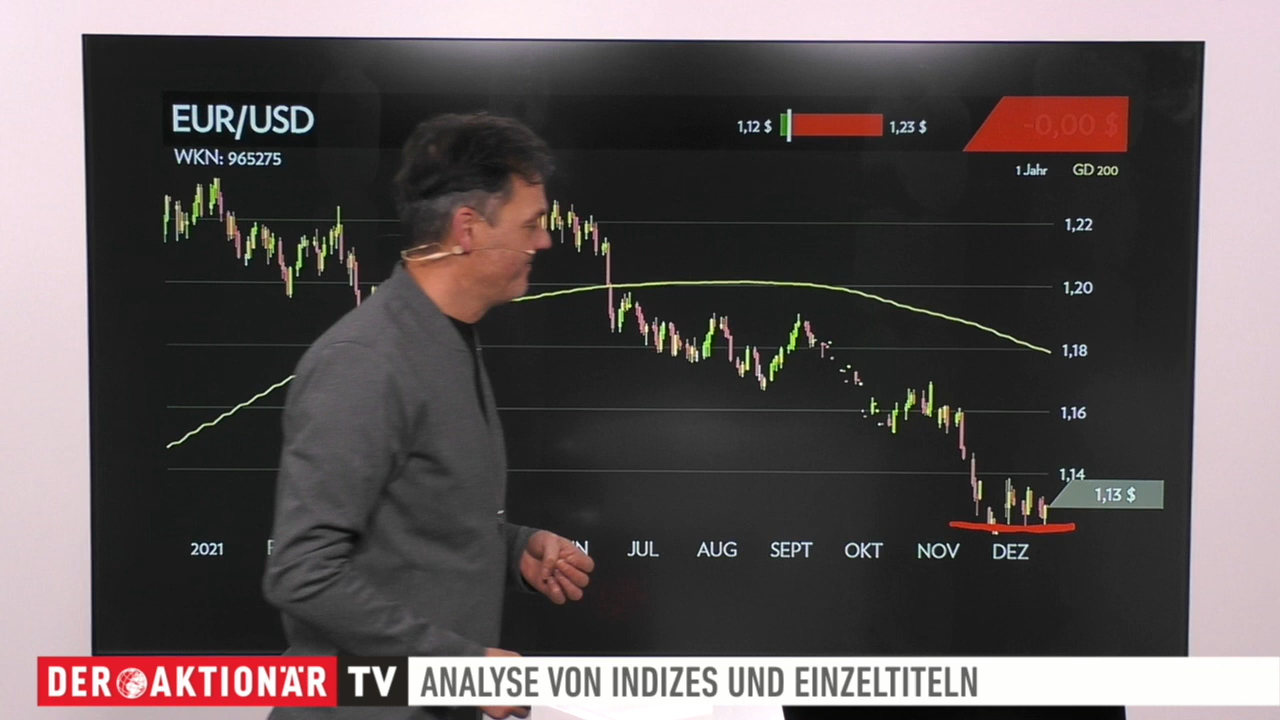 EUR/USD
WKN: 965275
1,12 $
1,23 $
-0,00 $
1 Jahr
GD 200
1,22
1,20
1,18
1,16
1,14
1,13 $
2021
JUL
AUG
SEPT
OKT
NOV
DEZ
DER AKTIONÄR TV
ANALYSE VON INDIZES UND EINZELTITELN